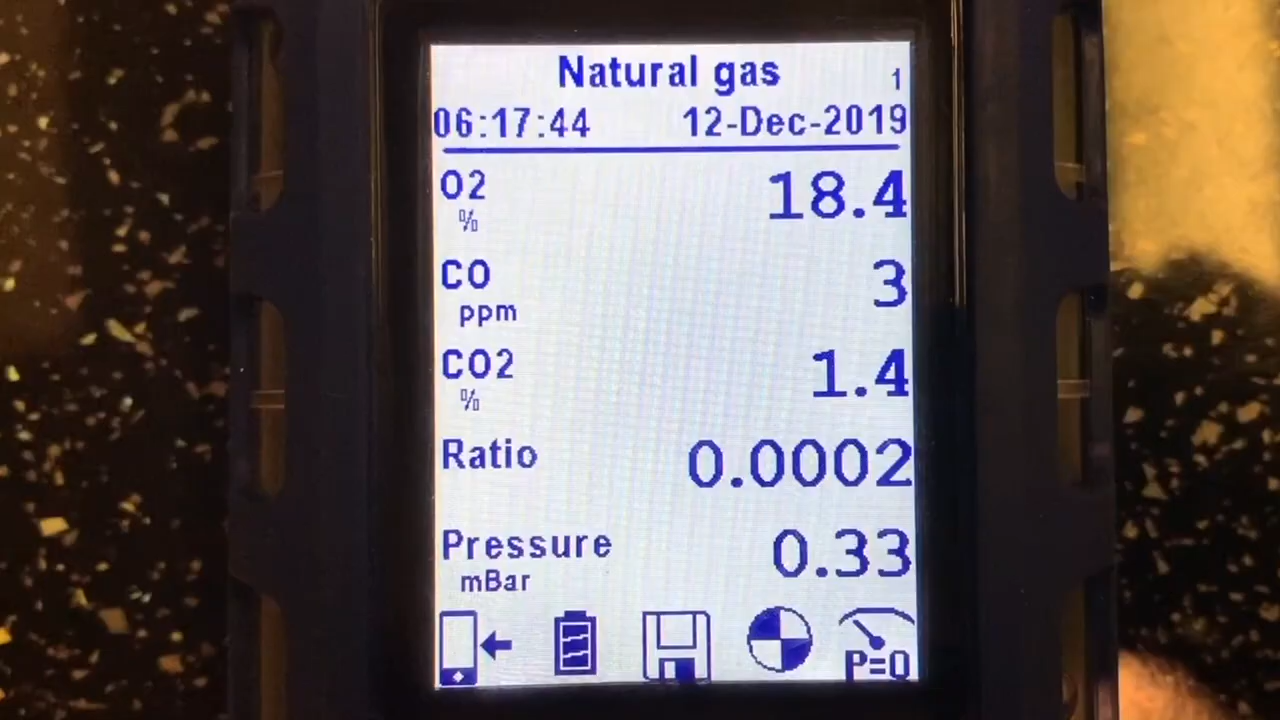 Natural gas 1
06:17:44 12-Dec-2019
O2 18.4
%
CO 3
ppm
CO2 1.4
%
Ratio 0.0002
Pressure 0.33
mBar
P=0